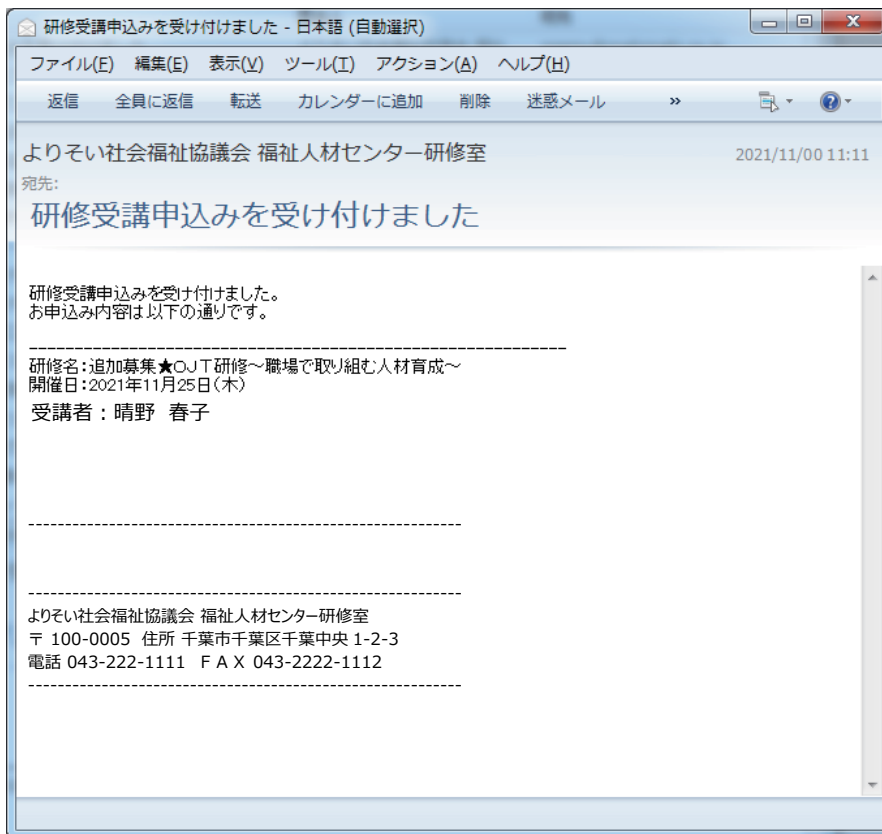 研修受講申込みを受け付けました - 日本語 (自動選択)
ファイル(F) 編集(E) 表示(V) ツール(T) アクション(A) ヘルプ(H)
返信 全員に返信 転送 カレンダーに追加 削除 迷惑メール »
よりそい社会福祉協議会 福祉人材センター研修室 2021/11/00 11:11
宛先:
研修受講申込みを受け付けました
研修受講申込みを受け付けました。
お申込み内容は以下の通りです。
------------------------------------------------------------
研修名:追加募集★OJT研修～職場で取り組む人材育成～
開催日:2021年11月25日(木)
受講者：晴野 春子
------------------------------------------------------------
------------------------------------------------------------
よりそい社会福祉協議会 福祉人材センター研修室
〒 100-0005 住所 千葉市千葉区千葉中央 1-2-3
電話 043-222-1111 ＦＡＸ 043-2222-1112
------------------------------------------------------------